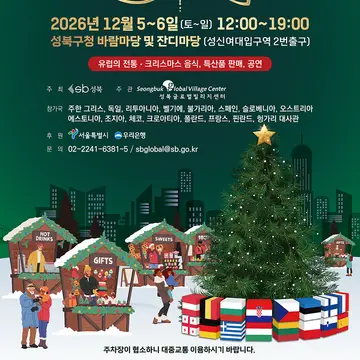 2026년 12월 5~6일(토~일) 12:00~19:00
성북구청 바람마당 및 잔디마당 (성신여대입구역 2번출구)
유럽의 전통·크리스마스 음식, 특산품 판매, 공연
주 최 sb성북 주 관 Seongbuk Global Village Center
성북글로벌빌리지센터
참가국 주한 그리스, 독일, 리투아니아, 벨기에, 불가리아, 스페인, 슬로베니아, 오스트리아
에스토니아, 조지아, 체코, 크로아티아, 폴란드, 프랑스, 핀란드, 헝가리 대사관
후 원 서울특별시 우리은행
문 의 02-2241-6381~5 / sbglobal@sb.go.kr
HOT DRINKS
SWEETS
GIFTS
주차장이 협소하니 대중교통 이용하시기 바랍니다.